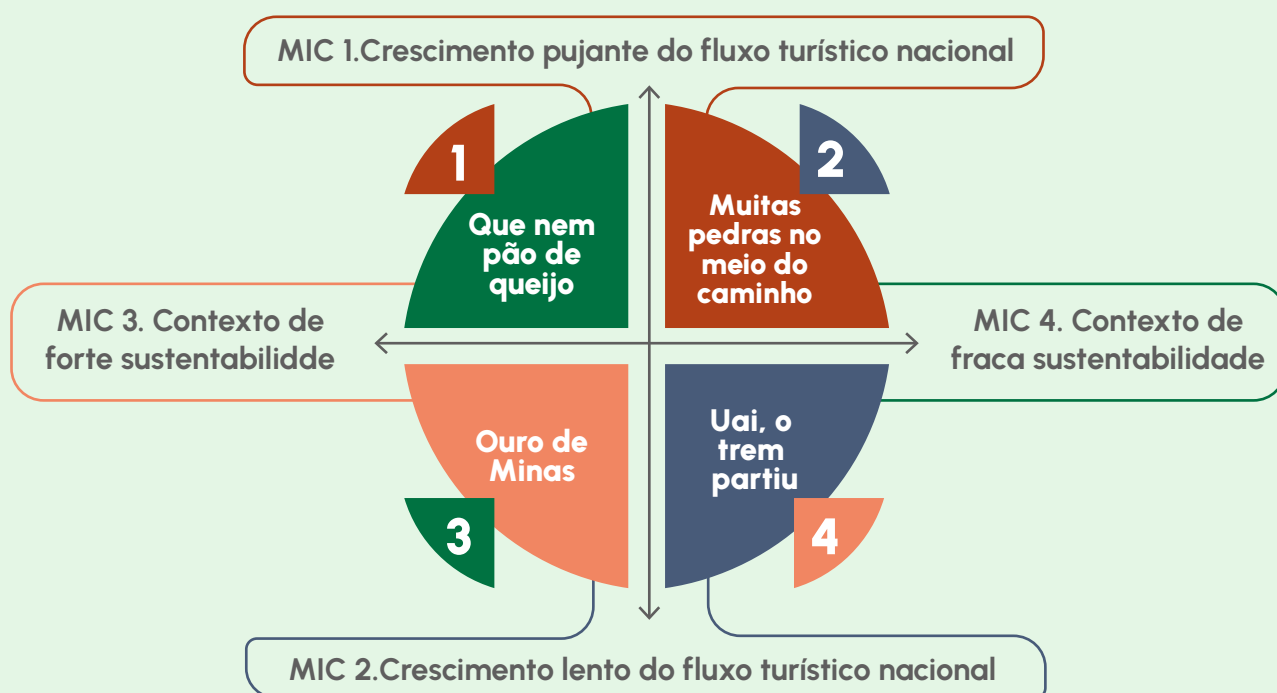 MIC 1.Crescimento pujante do fluxo turístico nacional
1
2
Que nem
pão de
queijo
Muitas
pedras no
meio do
caminho
MIC 3. Contexto de
forte sustentabilidde
MIC 4. Contexto de
fraca sustentabilidade
Ouro de
Minas
Uai, o
trem
partiu
3
4
MIC 2.Crescimento lento do fluxo turístico nacional